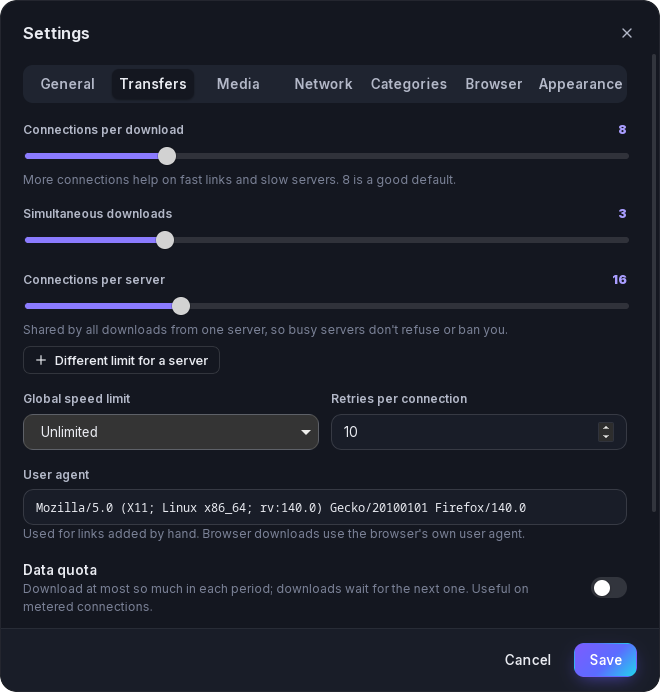 Settings
General Transfers Media Network Categories Browser Appearance
Connections per download 8
More connections help on fast links and slow servers. 8 is a good default.
Simultaneous downloads 3
Connections per server 16
Shared by all downloads from one server, so busy servers don't refuse or ban you.
Different limit for a server
Global speed limit Retries per connection
Unlimited 10
User agent
Mozilla/5.0 (X11; Linux x86_64; rv:140.0) Gecko/20100101 Firefox/140.0
Used for links added by hand. Browser downloads use the browser's own user agent.
Data quota
Download at most so much in each period; downloads wait for the next one. Useful on
metered connections.
Cancel Save